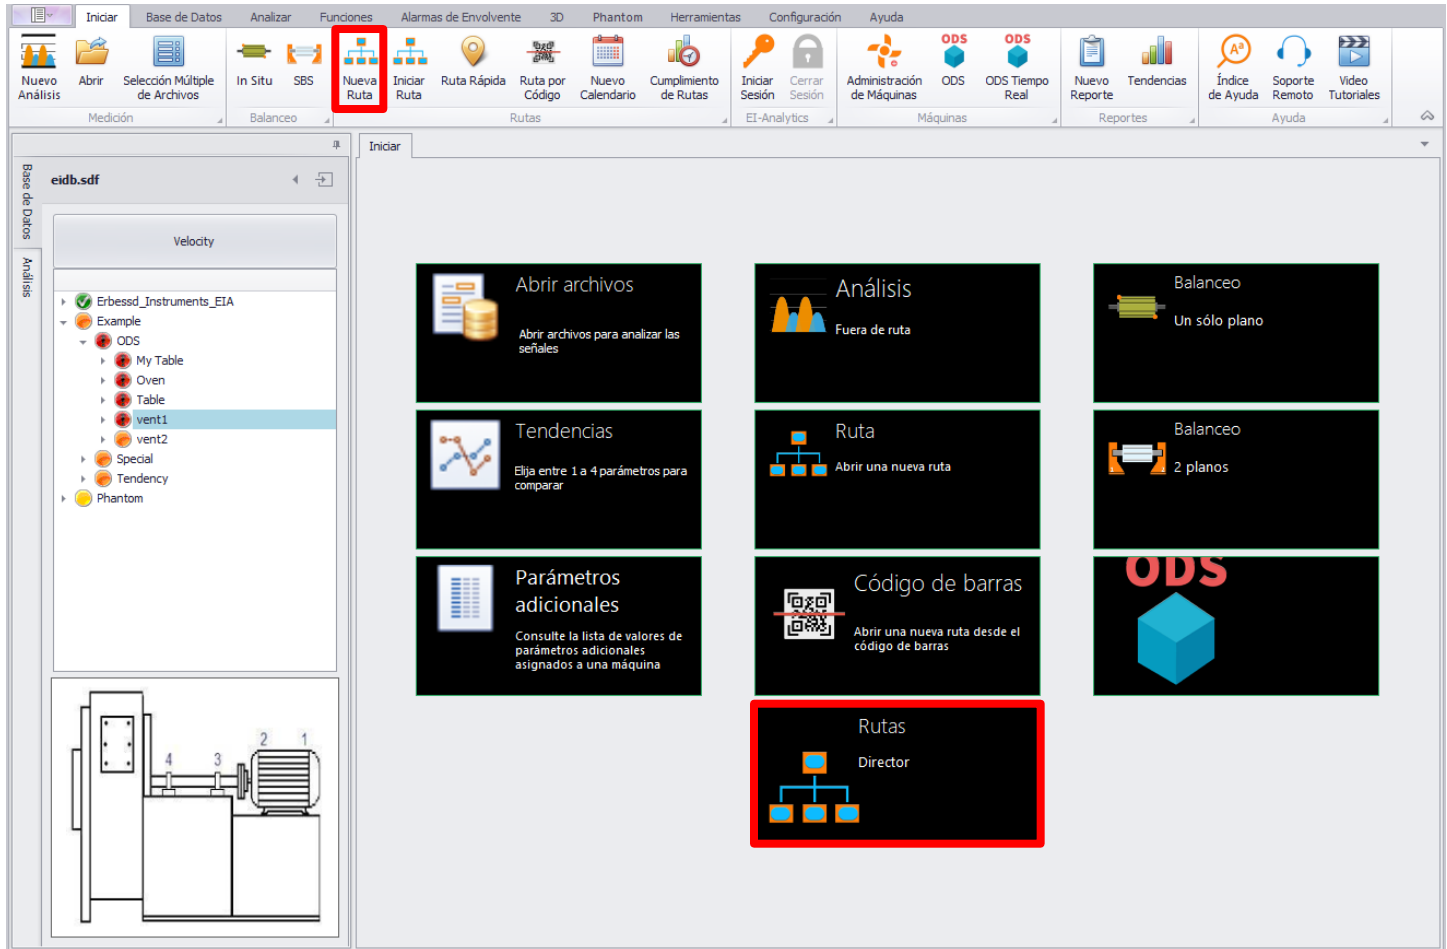 Iniciar Base de Datos Analizar Funciones Alarmas de Envolvente 3D Phantom Herramientas Configuración Ayuda
Nuevo Análisis
Abrir
Selección Múltiple de Archivos
In Situ
SBS
Nueva Ruta
Iniciar Ruta
Ruta Rápida
Ruta por Código
Nuevo Calendario
Cumplimiento de Rutas
Iniciar Sesión
Cerrar Sesión
Administración de Máquinas
ODS
ODS
ODS
ODS Tiempo Real
Nuevo Reporte
Tendencias
Índice de Ayuda
Soporte Remoto
Video Tutoriales
Medición Balanceo Rutas EI-Analytics Máquinas Reportes Ayuda
Base de Datos
Análisis
eidb.sdf
Velocity
Erbessd_Instruments_EIA
Example
ODS
My Table
Oven
Table
vent1
vent2
Special
Tendency
Phantom
4 3 2 1
Iniciar
Abrir archivos
Abrir archivos para analizar las
señales
Análisis
Fuera de ruta
Balanceo
Un sólo plano
Tendencias
Elija entre 1 a 4 parámetros para
comparar
Ruta
Abrir una nueva ruta
Balanceo
2 planos
Parámetros
adicionales
Consulte la lista de valores de
parámetros adicionales
asignados a una máquina
Código de barras
Abrir una nueva ruta desde el
código de barras
ODS
Rutas
Director